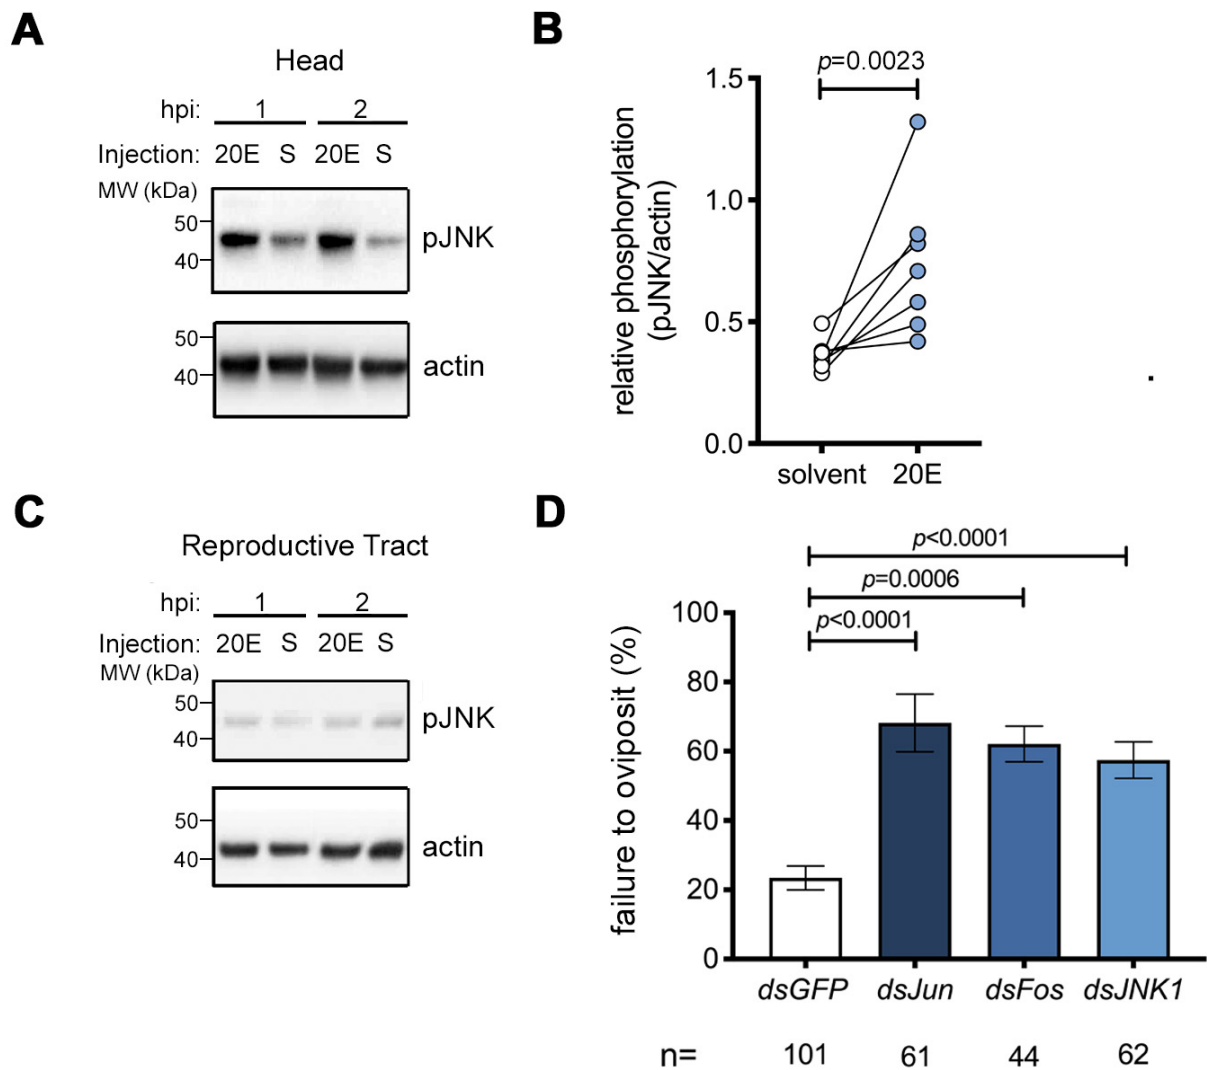 A
Head
hpi: 1 2
Injection: 20E S 20E S
MW (kDa)
50
40
pJNK
50
40
actin
B
p=0.0023
1.5
1.0
0.5
0.0
relative phosphorylation
(pJNK/actin)
solvent 20E
C
Reproductive Tract
hpi: 1 2
Injection: 20E S 20E S
MW (kDa)
50
40
pJNK
50
40
actin
D
p<0.0001
p=0.0006
p<0.0001
100
80
60
40
20
0
failure to oviposit (%)
dsGFP dsJun dsFos dsJNK1
n= 101 61 44 62